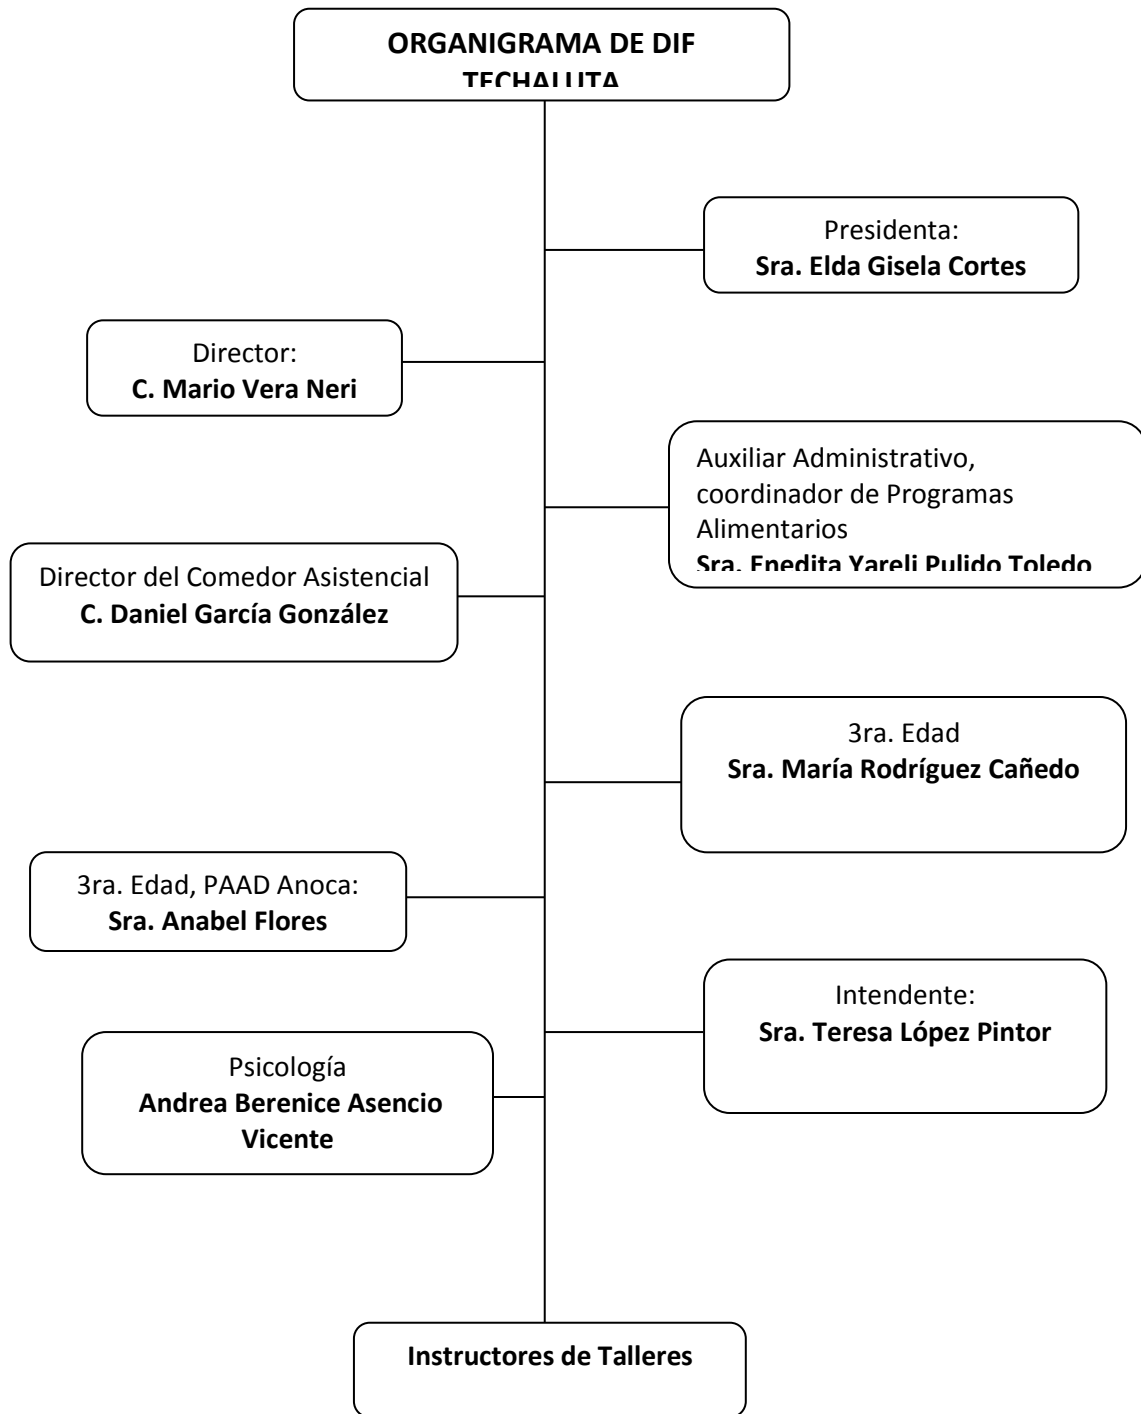 ORGANIGRAMA DE DIF
TECHALUTA
Presidenta:
Sra. Elda Gisela Cortes
Director:
C. Mario Vera Neri
Auxiliar Administrativo,
coordinador de Programas
Alimentarios
Sra. Enedita Yareli Pulido Toledo
Director del Comedor Asistencial
C. Daniel García González
3ra. Edad
Sra. María Rodríguez Cañedo
3ra. Edad, PAAD Anoca:
Sra. Anabel Flores
Intendente:
Sra. Teresa López Pintor
Psicología
Andrea Berenice Asencio
Vicente
Instructores de Talleres